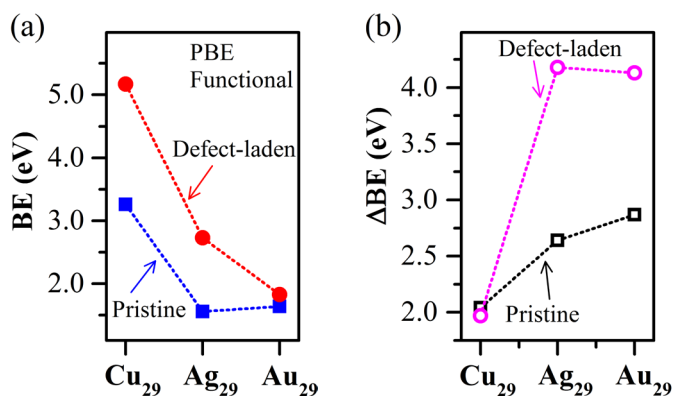 (a)
PBE
Functional
Defect-laden
Pristine
BE (eV)
5.0
4.0
3.0
2.0
Cu₂₉ Ag₂₉ Au₂₉
(b)
Defect-laden
Pristine
ΔBE (eV)
4.0
3.5
3.0
2.5
2.0
Cu₂₉ Ag₂₉ Au₂₉